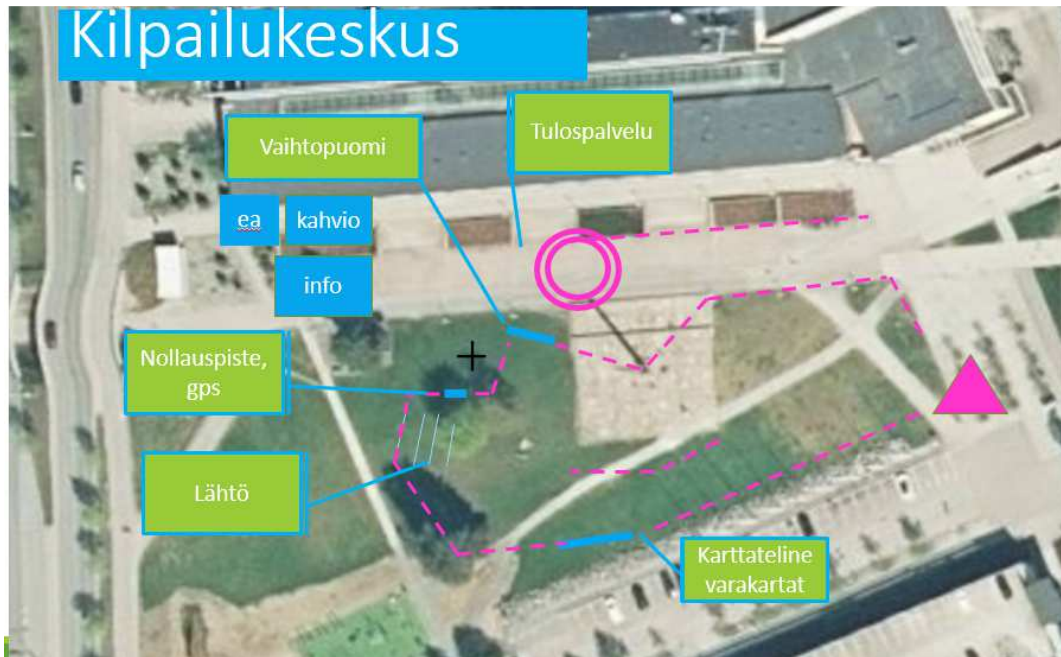 Kilpailukeskus
Vaihtopuomi
Tulospalvelu
ea
kahvio
info
Nollauspiste,
gps
Lähtö
Karttateline
varakartat